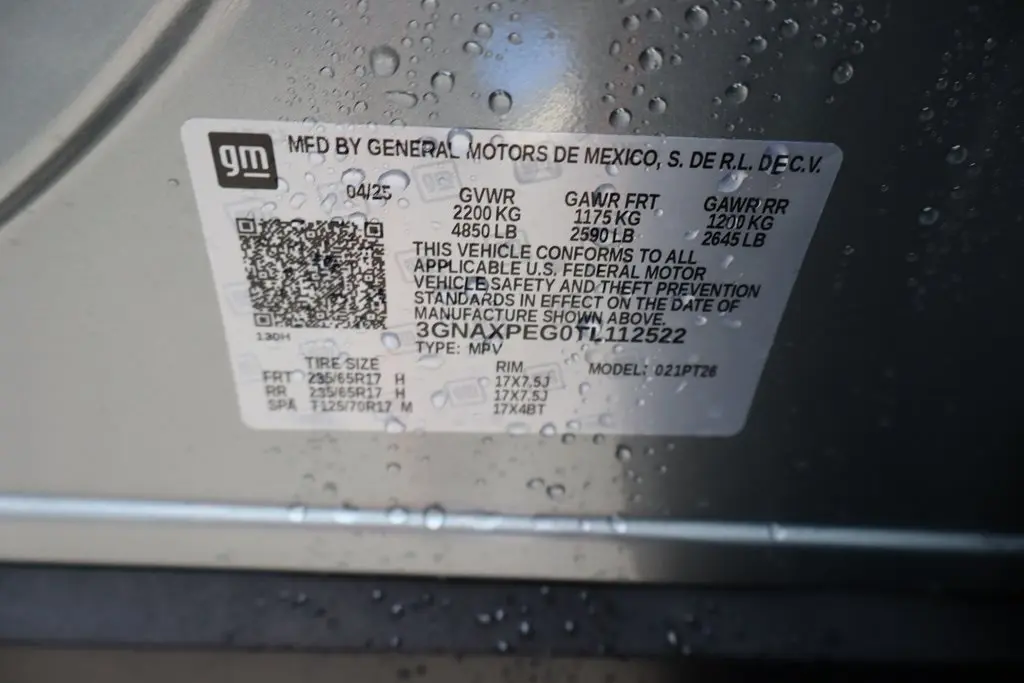 gm
MFD BY GENERAL MOTORS DE MEXICO, S. DE R.L. DE C.V.
04/25 GVWR GAWR FRT GAWR RR
2200 KG 1175 KG 1200 KG
4850 LB 2590 LB 2645 LB
THIS VEHICLE CONFORMS TO ALL
APPLICABLE U.S. FEDERAL MOTOR
VEHICLE SAFETY AND THEFT PREVENTION
STANDARDS IN EFFECT ON THE DATE OF
MANUFACTURE SHOWN ABOVE.
3GNAXPEG0TL112522
130H
TYPE: MPV
TIRE SIZE RIM MODEL: 021PT26
FRT 235/65R17 H 17X7.5J
RR 235/65R17 H 17X7.5J
SPA T125/70R17 M 17X4BT